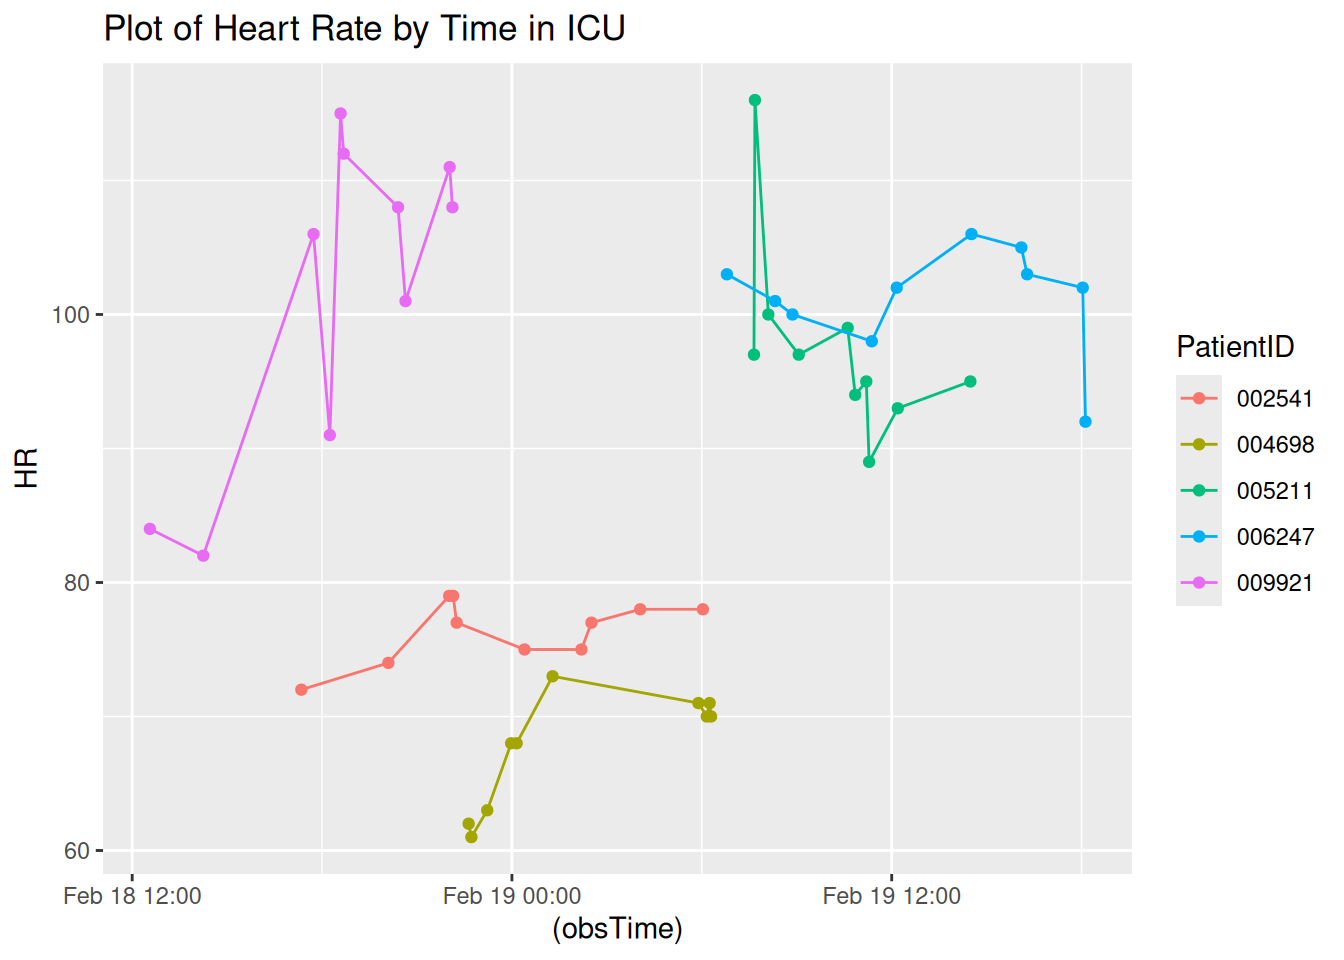 Plot of Heart Rate by Time in ICU
HR
100
80
60
Feb 18 12:00
Feb 19 00:00
Feb 19 12:00
(obsTime)
PatientID
002541
004698
005211
006247
009921